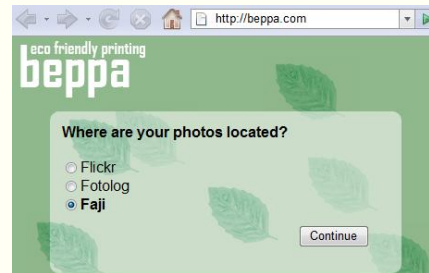 http://beppa.com
eco friendly printing
beppa
Where are your photos located?
Flickr
Fotolog
Faji
Continue